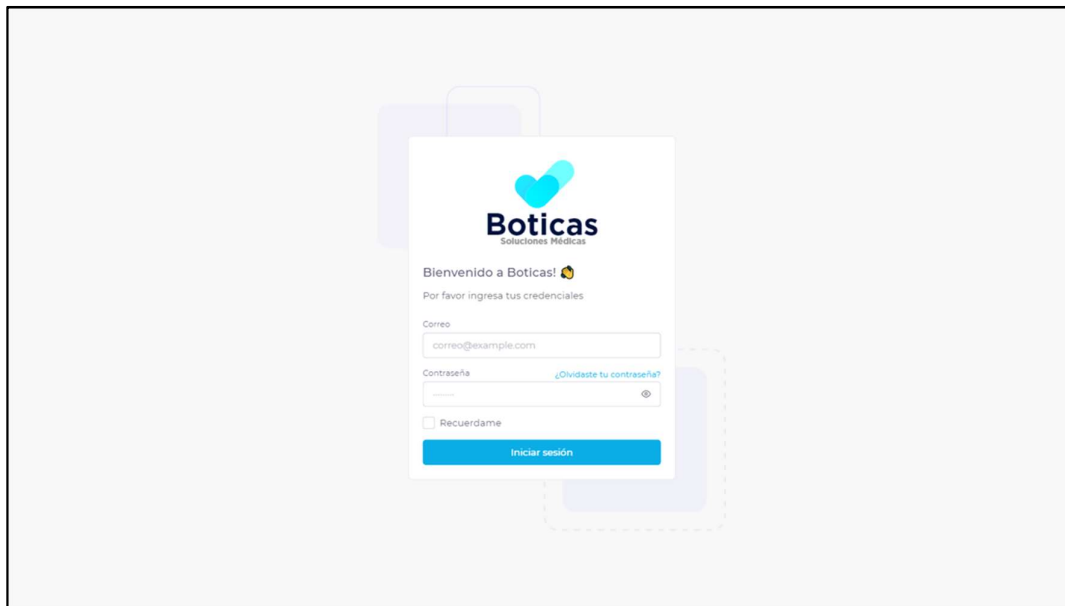 Boticas
Soluciones Médicas
Bienvenido a Boticas! 👏
Por favor ingresa tus credenciales
Correo
correo@example.com
Contraseña ¿Olvidaste tu contraseña?
Recuerdame
Iniciar sesión